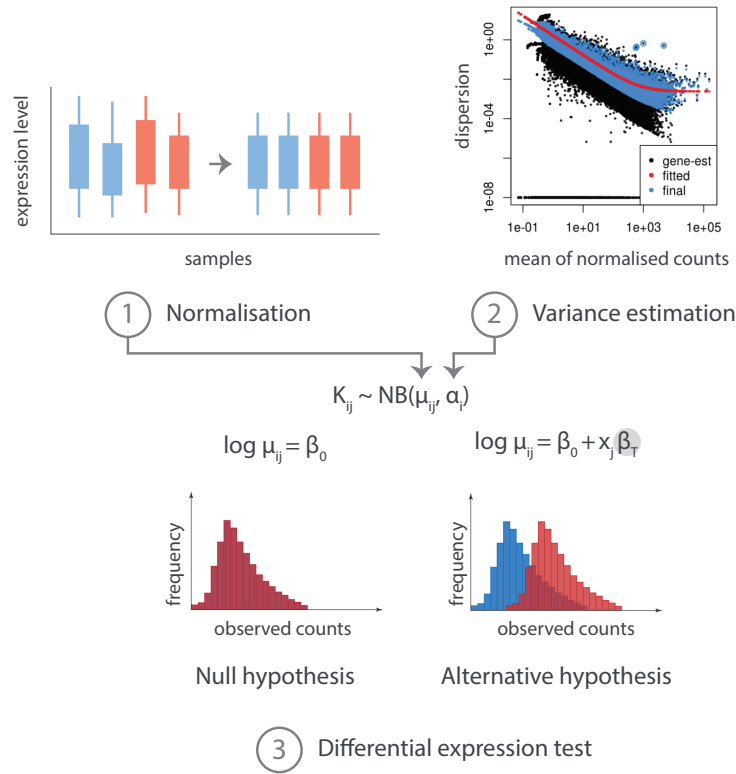 expression level
samples
dispersion
1e+00
1e-04
1e-08
gene-est
fitted
final
1e-01 1e+01 1e+03 1e+05
mean of normalised counts
1 Normalisation
2 Variance estimation
K_ij ~ NB(μ_ij, α_i)
log μ_ij = β_0
log μ_ij = β_0 + x_j β_T
frequency
observed counts
Null hypothesis
frequency
observed counts
Alternative hypothesis
3 Differential expression test